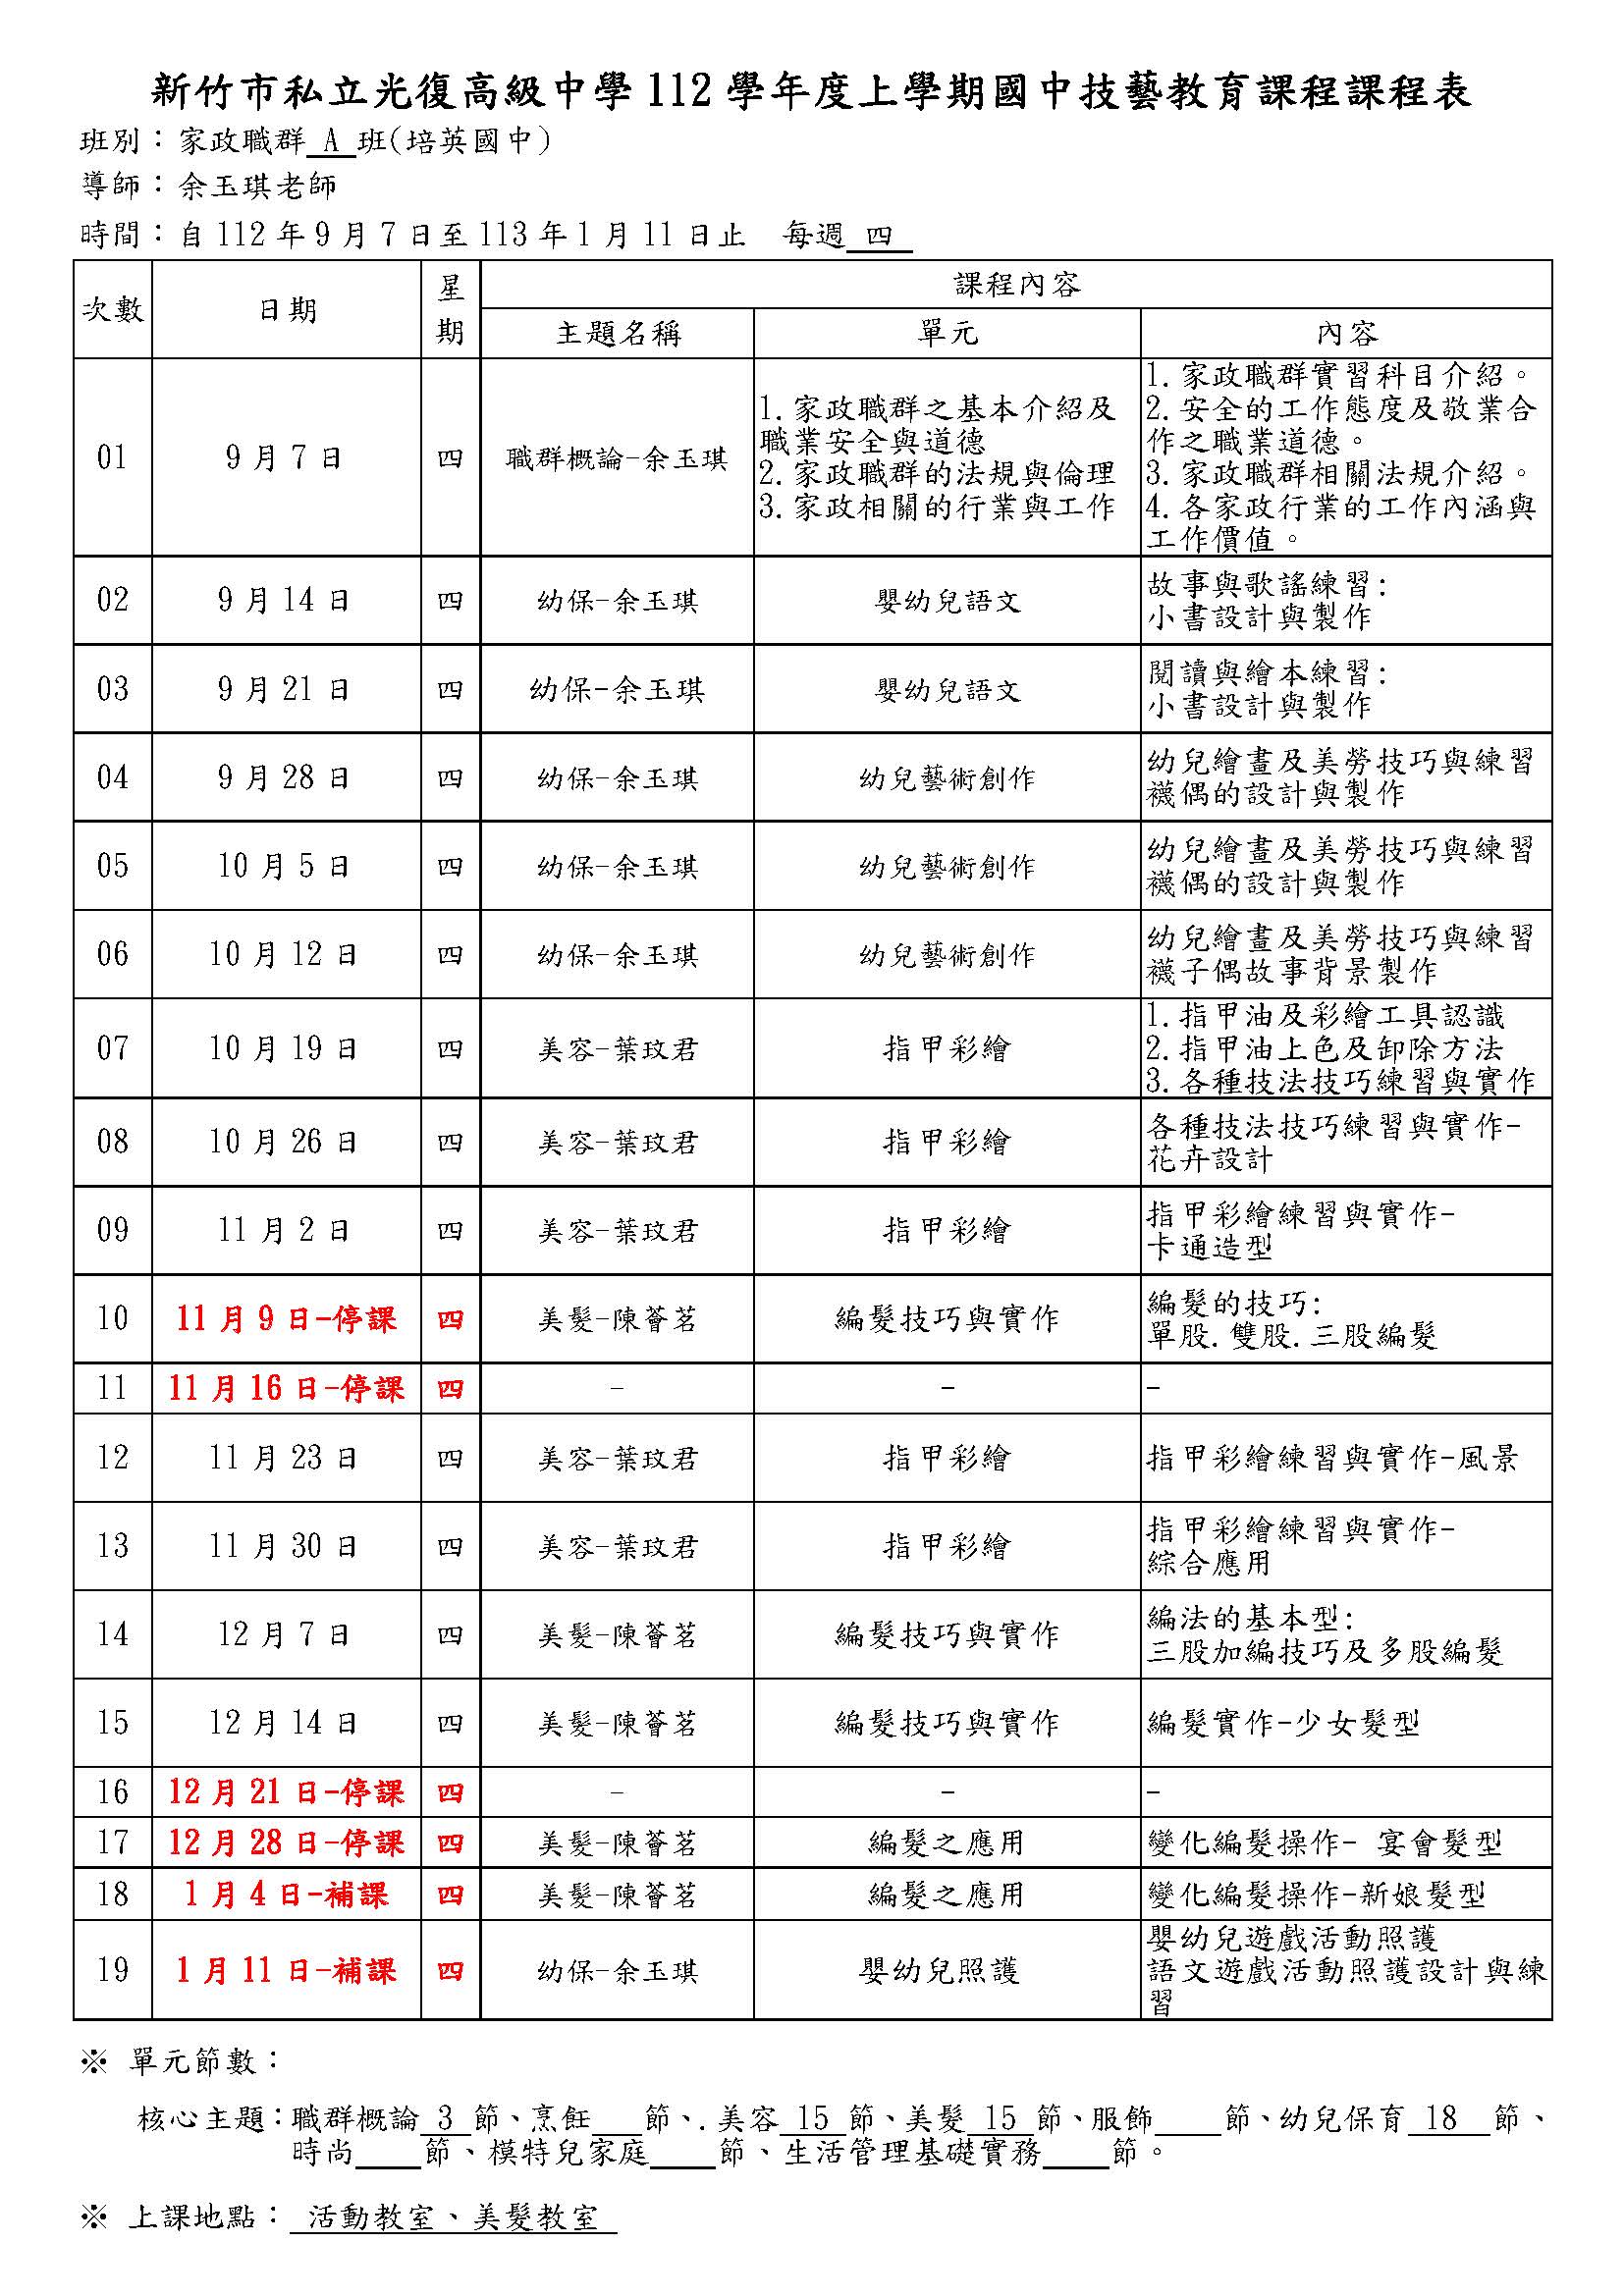 新竹市私立光復高級中學 112 學年度上學期國中技藝教育課程課程表
班別：家政職群 A 班(培英國中)
導師：余玉琪老師
時間：自 112 年 9 月 7 日至 113 年 1 月 11 日止 每週 四
次數 日期 星期 課程內容
主題名稱 單元 內容
01 9 月 7 日 四 職群概論-余玉琪
1.家政職群之基本介紹及
職業安全與道德
2.家政職群的法規與倫理
3.家政相關的行業與工作
1.家政職群實習科目介紹。
2.安全的工作態度及敬業合
作之職業道德。
3.家政職群相關法規介紹。
4.各家政行業的工作內涵與
工作價值。
02 9 月 14 日 四 幼保-余玉琪 嬰幼兒語文
故事與歌謠練習:
小書設計與製作
03 9 月 21 日 四 幼保-余玉琪 嬰幼兒語文
閱讀與繪本練習:
小書設計與製作
04 9 月 28 日 四 幼保-余玉琪 幼兒藝術創作
幼兒繪畫及美勞技巧與練習
襪偶的設計與製作
05 10 月 5 日 四 幼保-余玉琪 幼兒藝術創作
幼兒繪畫及美勞技巧與練習
襪偶的設計與製作
06 10 月 12 日 四 幼保-余玉琪 幼兒藝術創作
幼兒繪畫及美勞技巧與練習
襪子偶故事背景製作
07 10 月 19 日 四 美容-葉玟君 指甲彩繪
1.指甲油及彩繪工具認識
2.指甲油上色及卸除方法
3.各種技法技巧練習與實作
08 10 月 26 日 四 美容-葉玟君 指甲彩繪
各種技法技巧練習與實作-
花卉設計
09 11 月 2 日 四 美容-葉玟君 指甲彩繪
指甲彩繪練習與實作-
卡通造型
10 11 月 9 日-停課 四 美髮-陳薈茗 編髮技巧與實作
編髮的技巧:
單股.雙股.三股編髮
11 11 月 16 日-停課 四 - - -
12 11 月 23 日 四 美容-葉玟君 指甲彩繪 指甲彩繪練習與實作-風景
13 11 月 30 日 四 美容-葉玟君 指甲彩繪
指甲彩繪練習與實作-
綜合應用
14 12 月 7 日 四 美髮-陳薈茗 編髮技巧與實作
編法的基本型:
三股加編技巧及多股編髮
15 12 月 14 日 四 美髮-陳薈茗 編髮技巧與實作 編髮實作-少女髮型
16 12 月 21 日-停課 四 - - -
17 12 月 28 日-停課 四 美髮-陳薈茗 編髮之應用 變化編髮操作- 宴會髮型
18 1 月 4 日-補課 四 美髮-陳薈茗 編髮之應用 變化編髮操作-新娘髮型
19 1 月 11 日-補課 四 幼保-余玉琪 嬰幼兒照護
嬰幼兒遊戲活動照護
語文遊戲活動照護設計與練
習
※ 單元節數：
核心主題：職群概論 3 節、烹飪 節、.美容 15 節、美髮 15 節、服飾 節、幼兒保育 18 節、
時尚 節、模特兒家庭 節、生活管理基礎實務 節。
※ 上課地點： 活動教室、美髮教室